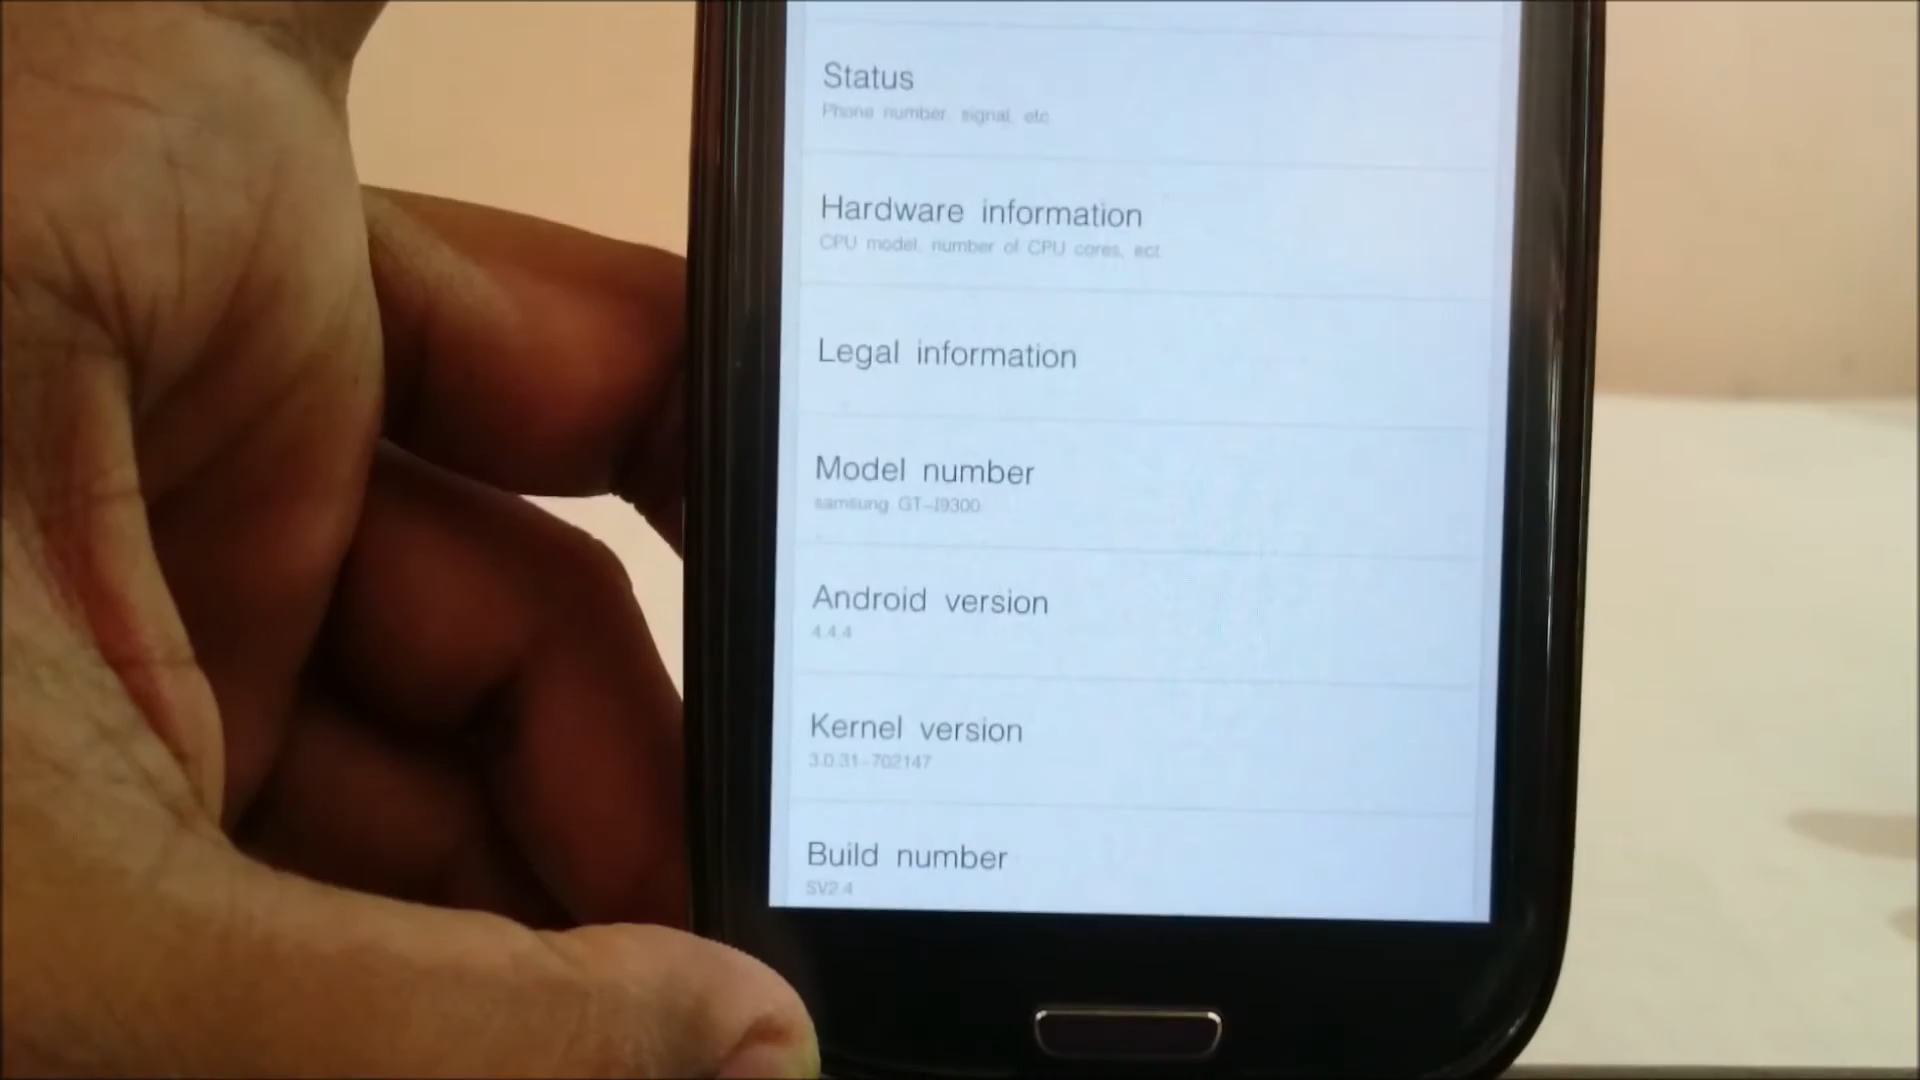 Status
Phone number, signal, etc
Hardware information
CPU model, number of CPU cores, ect
Legal information
Model number
samsung GT-I9300
Android version
4.4.4
Kernel version
3.0.31-702147
Build number
SV2.4